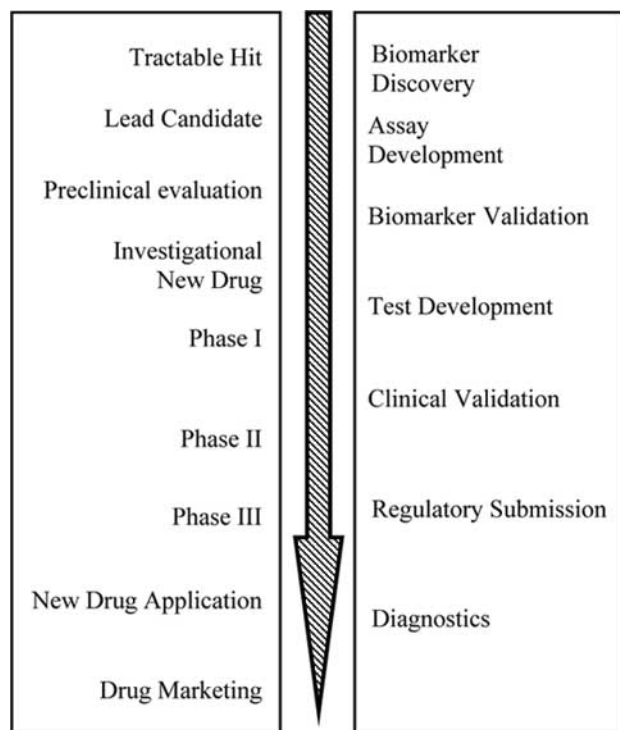 Tractable Hit
Lead Candidate
Preclinical evaluation
Investigational
New Drug
Phase I
Phase II
Phase III
New Drug Application
Drug Marketing
Biomarker
Discovery
Assay
Development
Biomarker Validation
Test Development
Clinical Validation
Regulatory Submission
Diagnostics